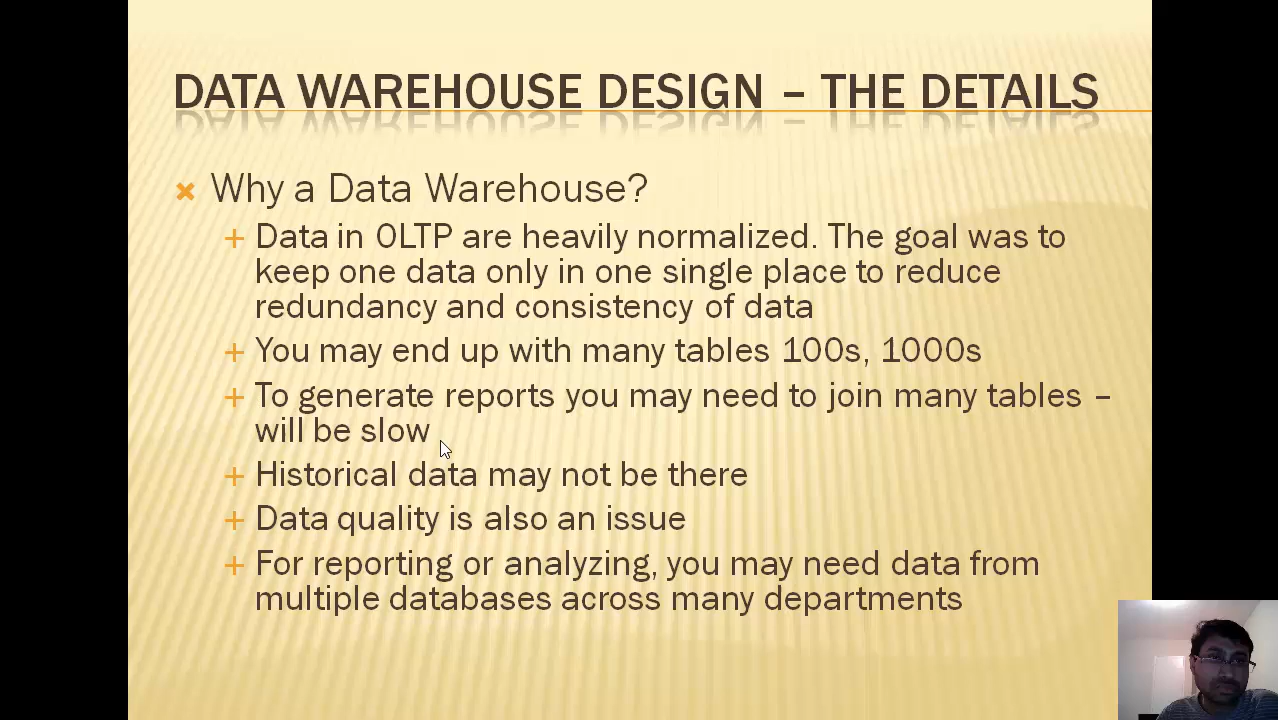 DATA WAREHOUSE DESIGN – THE DETAILS
Why a Data Warehouse?
Data in OLTP are heavily normalized. The goal was to
keep one data only in one single place to reduce
redundancy and consistency of data
You may end up with many tables 100s, 1000s
To generate reports you may need to join many tables –
will be slow
Historical data may not be there
Data quality is also an issue
For reporting or analyzing, you may need data from
multiple databases across many departments